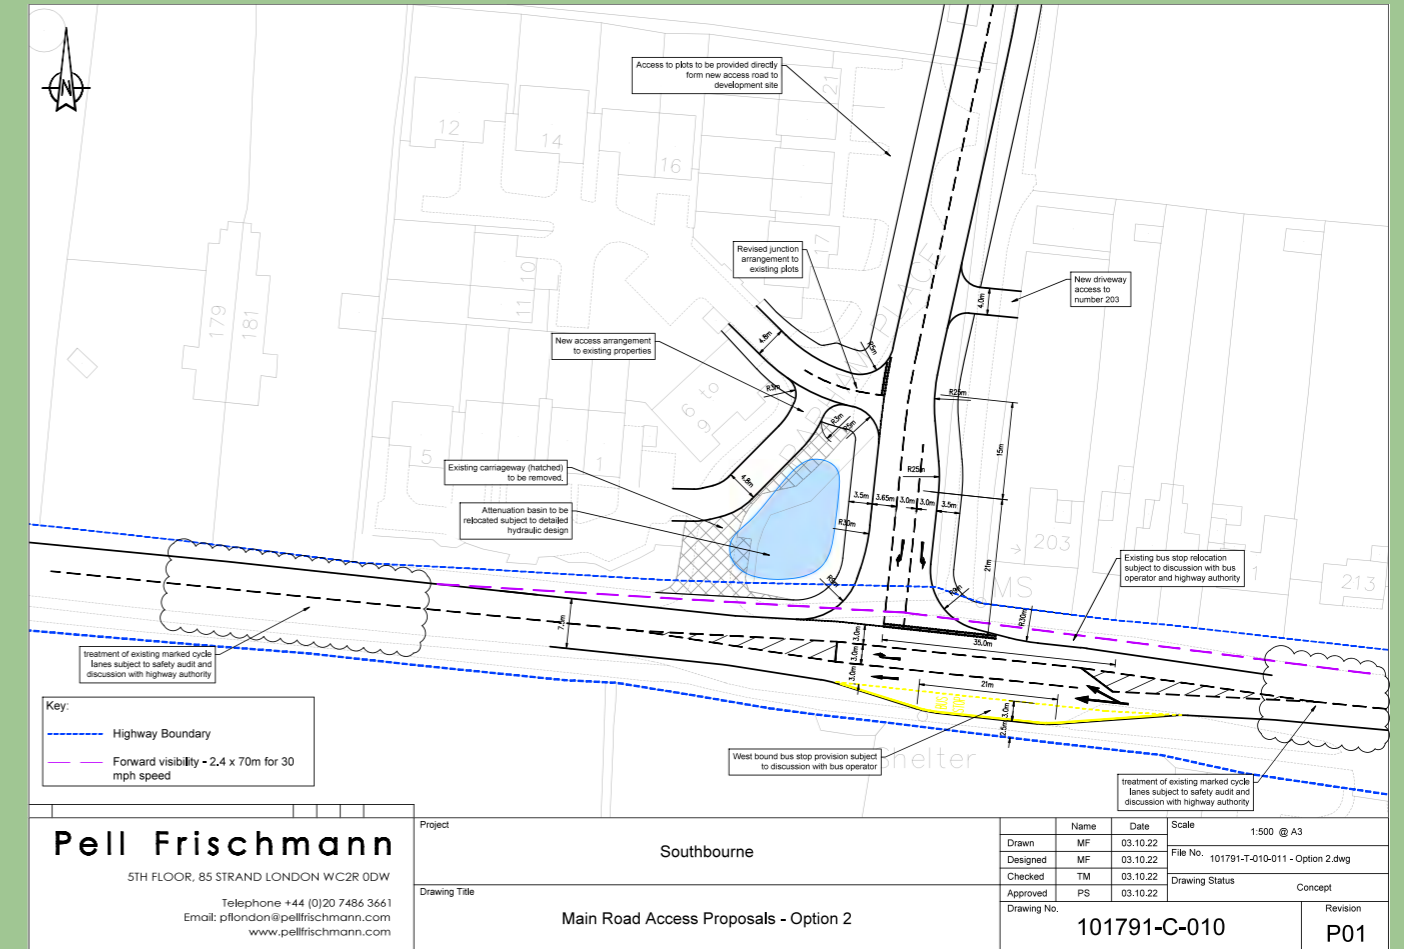 N
Access to plots to be provided directly
form new access road to
development site
12
14
16
21
17
Revised junction
arrangement to
existing plots
New driveway
access to
number 203
4.0m
10
11
179
181
New access arrangement
to existing properties
4.8m
R5m
R3m
6 to
9
R3m
R5m
R25m
15m
5
1
Existing carriageway (hatched)
to be removed.
4.8m
R25m
Attenuation basin to be
relocated subject to detailed
hydraulic design
3.5m
3.65m
3.0m
3.0m
3.5m
R30m
21m
203
Existing bus stop relocation
subject to discussion with bus
operator and highway authority
213
R30m
7.5m
3.0m
3.0m
3.0m
35.0m
21m
3.0m
2.5m
treatment of existing marked cycle
lanes subject to safety audit and
discussion with highway authority
West bound bus stop provision subject
to discussion with bus operator
Shelter
treatment of existing marked cycle
lanes subject to safety audit and
discussion with highway authority
Key:
Highway Boundary
Forward visibility - 2.4 x 70m for 30
mph speed
Pell Frischmann
5TH FLOOR, 85 STRAND LONDON WC2R 0DW
Telephone +44 (0)20 7486 3661
Email: pflondon@pellfrischmann.com
www.pellfrischmann.com
Project
Southbourne
Drawing Title
Main Road Access Proposals - Option 2
Name Date
Drawn MF 03.10.22
Designed MF 03.10.22
Checked TM 03.10.22
Approved PS 03.10.22
Scale
1:500 @ A3
File No. 101791-T-010-011 - Option 2.dwg
Drawing Status
Concept
Drawing No.
101791-C-010
Revision
P01